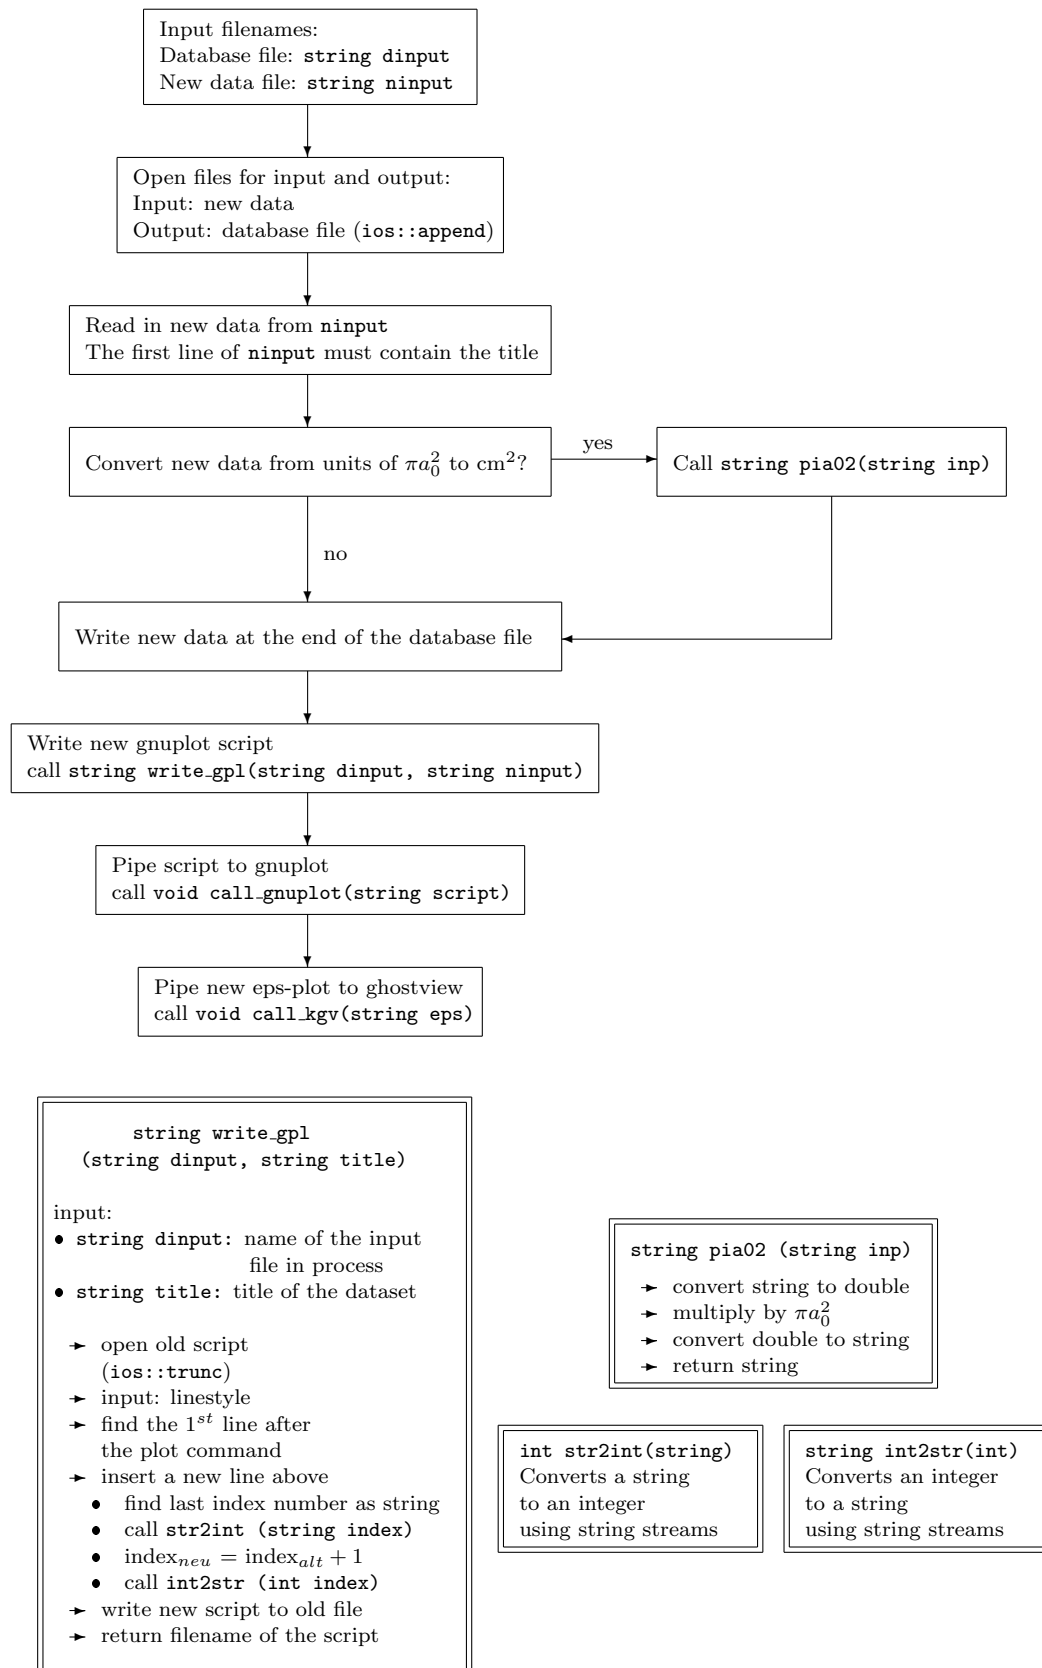 Input filenames:
Database file: string dinput
New data file: string ninput
Open files for input and output:
Input: new data
Output: database file (ios::append)
Read in new data from ninput
The first line of ninput must contain the title
Convert new data from units of πa₀² to cm²?
yes
Call string pia02(string inp)
no
Write new data at the end of the database file
Write new gnuplot script
call string write_gpl(string dinput, string ninput)
Pipe script to gnuplot
call void call_gnuplot(string script)
Pipe new eps-plot to ghostview
call void call_kgv(string eps)
string write_gpl
(string dinput, string title)
input:
• string dinput: name of the input
file in process
• string title: title of the dataset
➛ open old script
(ios::trunc)
➛ input: linestyle
➛ find the 1ˢᵗ line after
the plot command
➛ insert a new line above
• find last index number as string
• call str2int (string index)
• index_neu = index_alt + 1
• call int2str (int index)
➛ write new script to old file
➛ return filename of the script
string pia02 (string inp)
➛ convert string to double
➛ multiply by πa₀²
➛ convert double to string
➛ return string
int str2int(string)
Converts a string
to an integer
using string streams
string int2str(int)
Converts an integer
to a string
using string streams